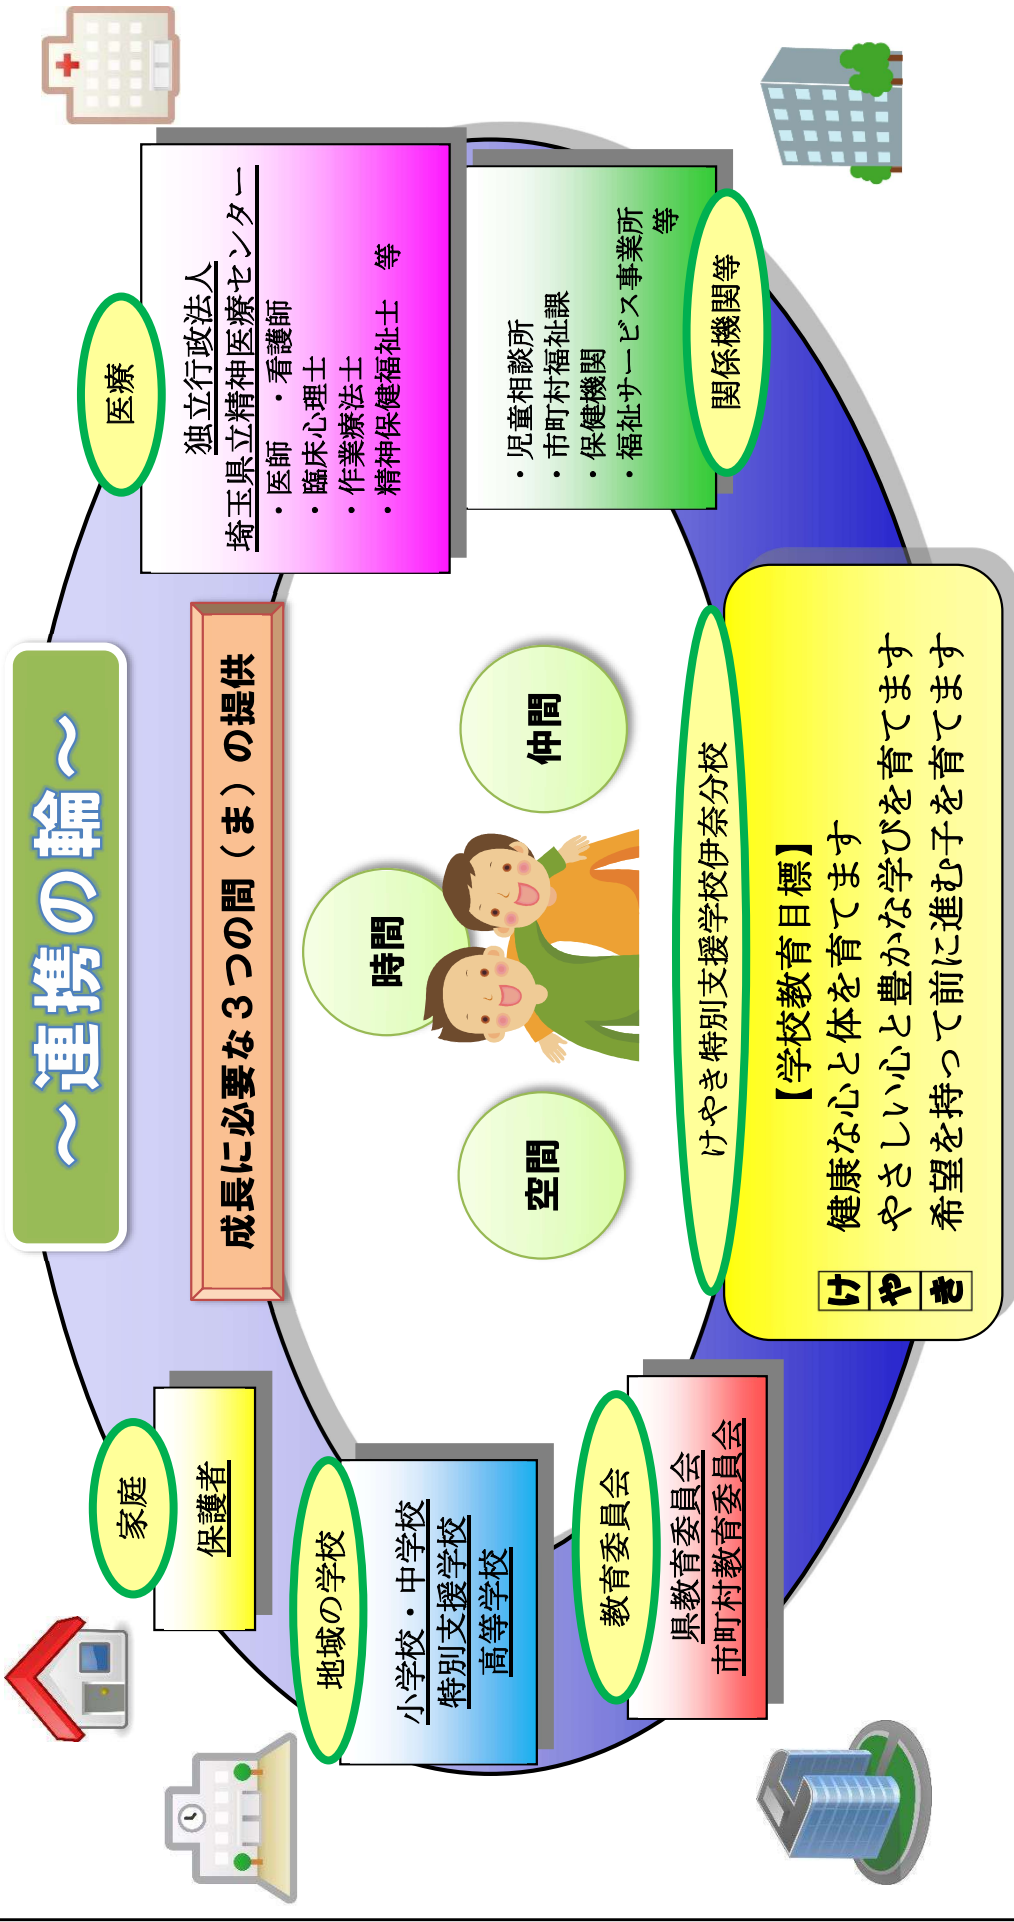 ～連携の輪～
成長に必要な３つの間（ま）の提供
家庭
保護者
地域の学校
小学校・中学校
特別支援学校
高等学校
教育委員会
県教育委員会
市町村教育委員会
時間
空間
仲間
医療
独立行政法人
埼玉県立精神医療センター
・医師　・看護師
・臨床心理士
・作業療法士
・精神保健福祉士　等
・児童相談所
・市町村福祉課
・保健機関
・福祉サービス事業所
等
関係機関等
けやき特別支援学校伊奈分校
【学校教育目標】
け 健康な心と体を育てます
や やさしい心と豊かな学びを育てます
き 希望を持って前に進む子を育てます